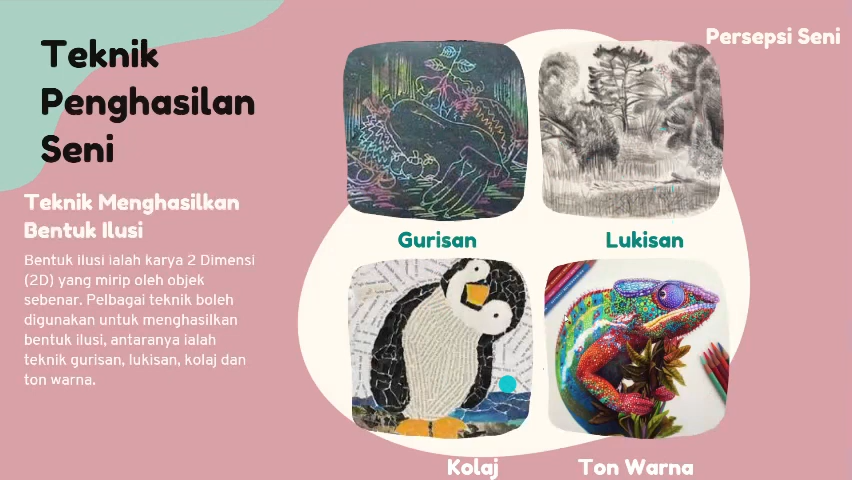 Teknik
Penghasilan
Seni
Persepsi Seni
Teknik Menghasilkan
Bentuk Ilusi
Bentuk ilusi ialah karya 2 Dimensi
(2D) yang mirip oleh objek
sebenar. Pelbagai teknik boleh
digunakan untuk menghasilkan
bentuk ilusi, antaranya ialah
teknik gurisan, lukisan, kolaj dan
ton warna.
Gurisan
Lukisan
Kolaj
Ton Warna